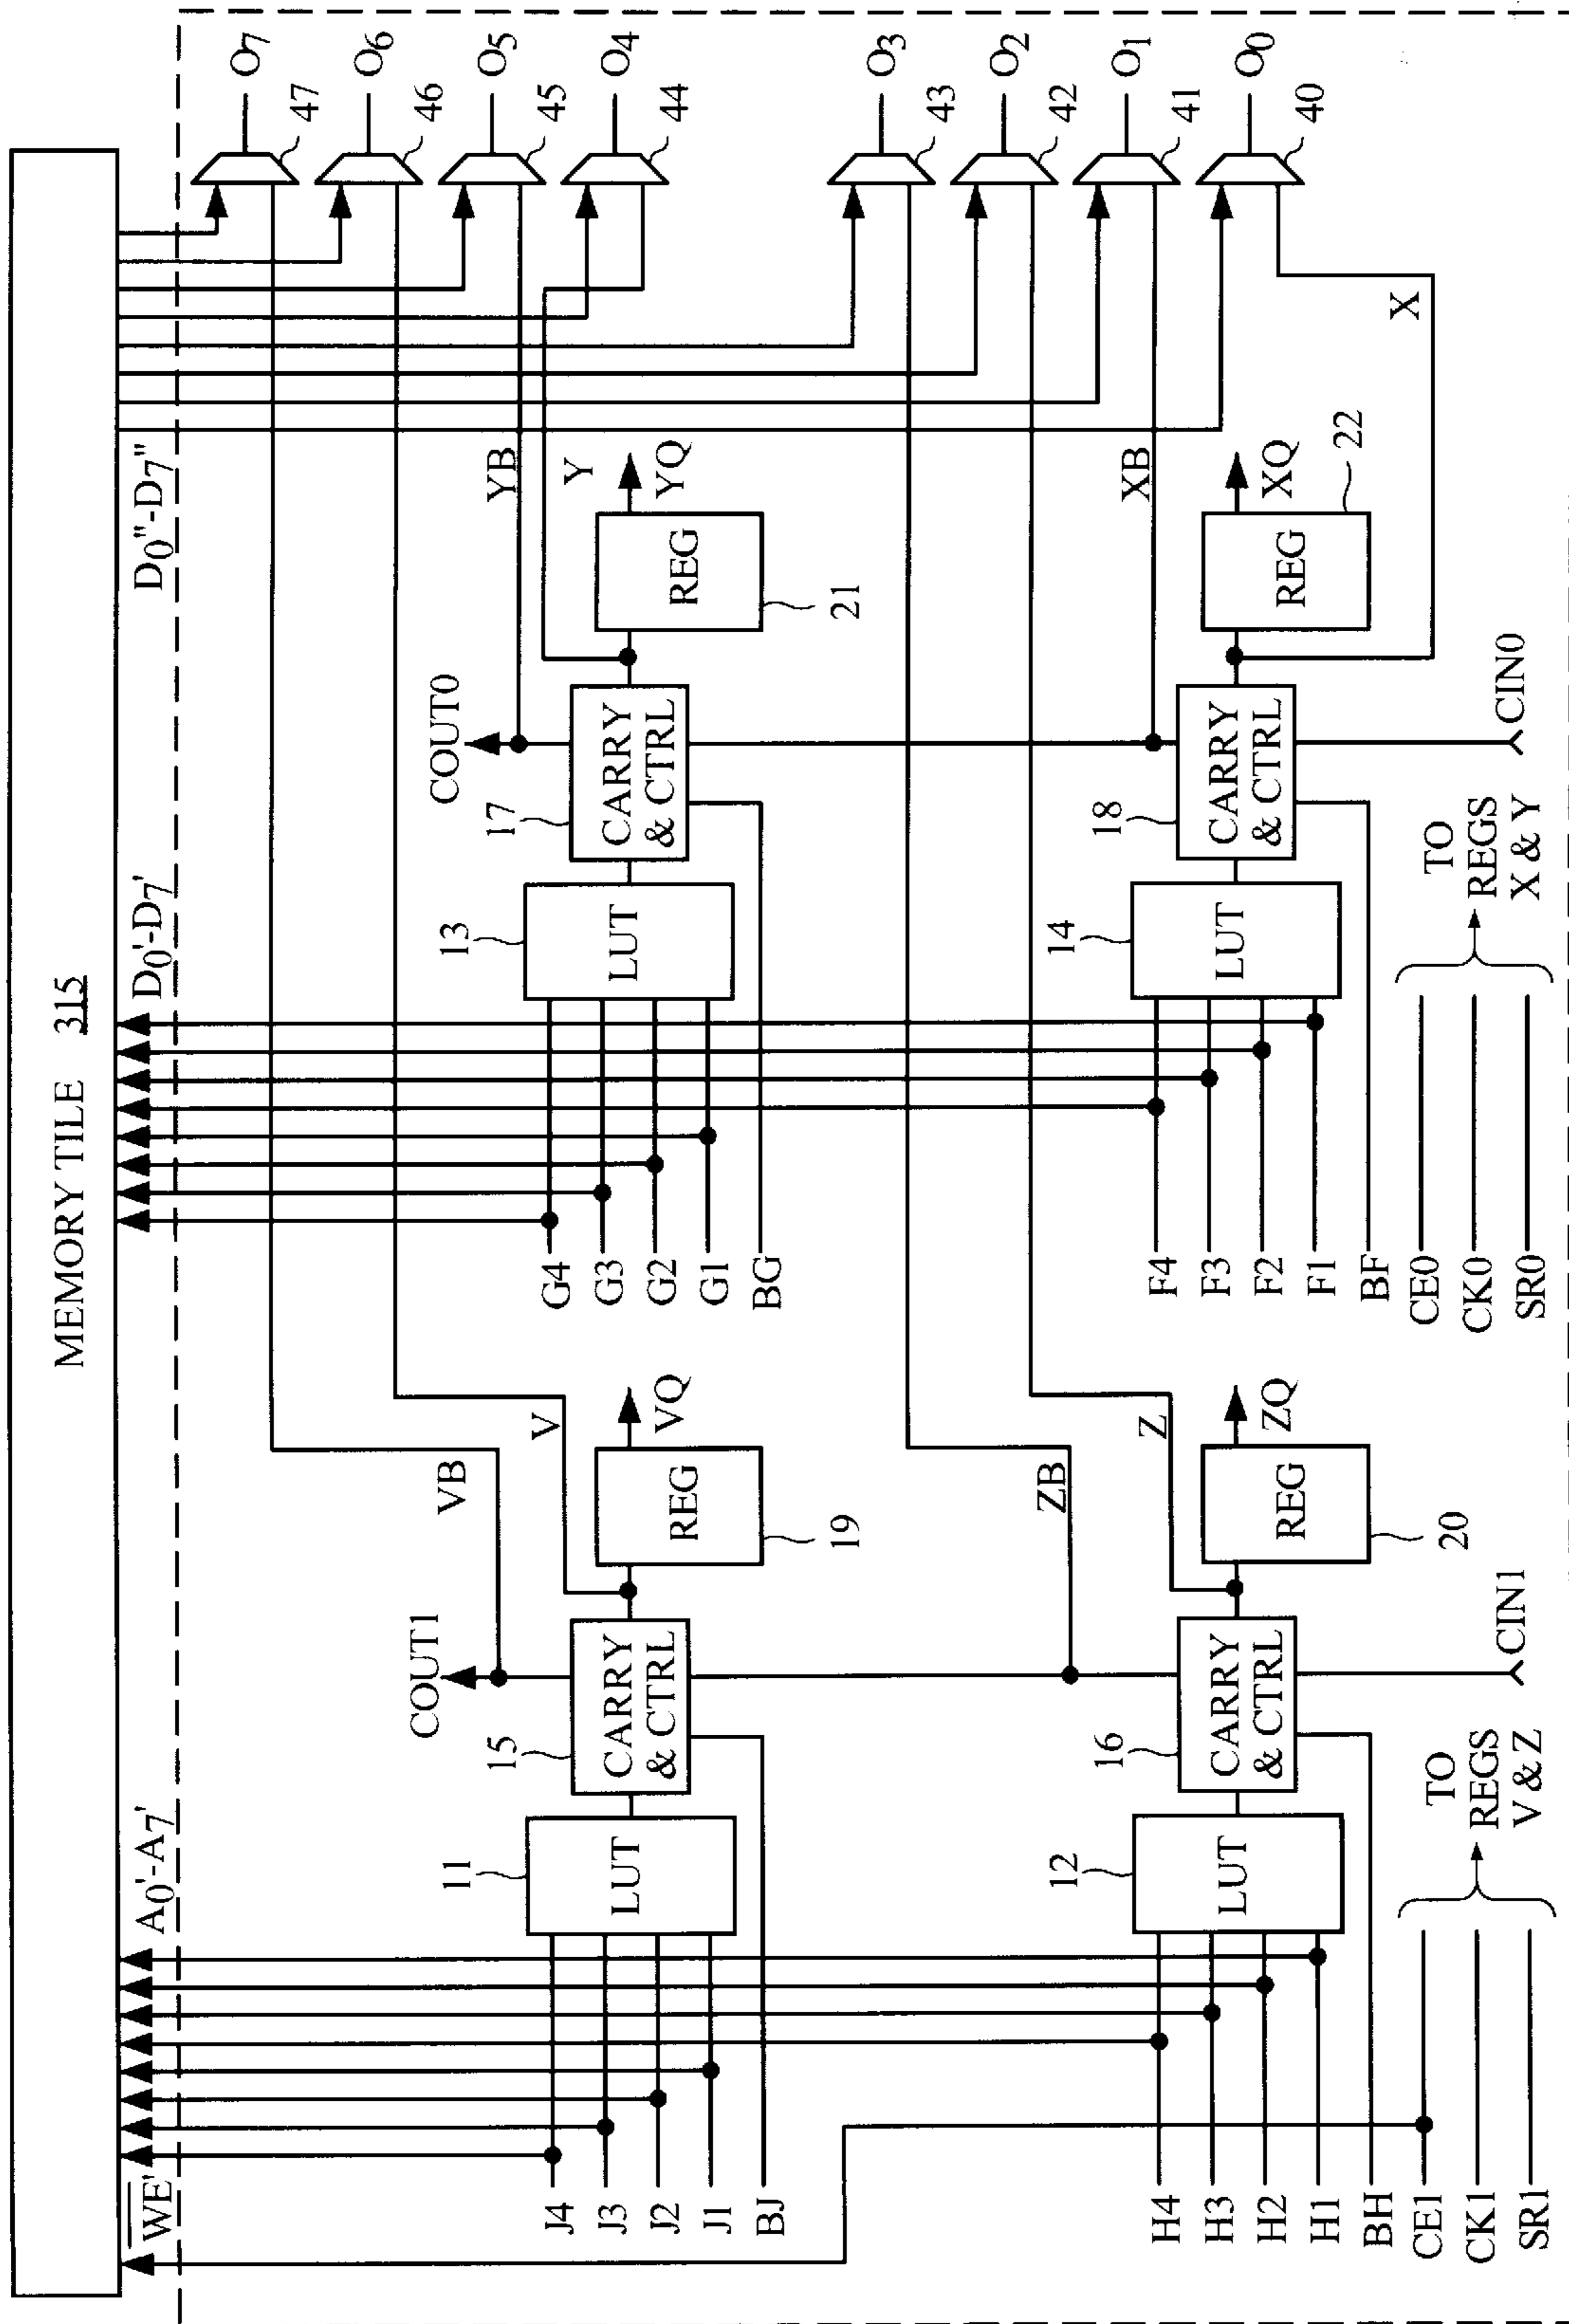 MEMORY TILE 315
WE'
A0'-A7'
D0'-D7'
D0"-D7"
O7
47
O6
46
O5
45
O4
44
O3
43
O2
42
O1
41
O0
40
COUT1
VB
V
COUT0
YB
Y
11
LUT
15
CARRY
& CTRL
REG
19
VQ
13
LUT
17
CARRY
& CTRL
REG
21
YQ
J4
J3
J2
J1
BJ
G4
G3
G2
G1
BG
12
LUT
16
CARRY
& CTRL
ZB
Z
REG
20
ZQ
14
LUT
18
CARRY
& CTRL
XB
REG
22
XQ
X
H4
H3
H2
H1
BH
CE1
CK1
SR1
TO
REGS
V & Z
CIN1
F4
F3
F2
F1
BF
CE0
CK0
SR0
TO
REGS
X & Y
CIN0